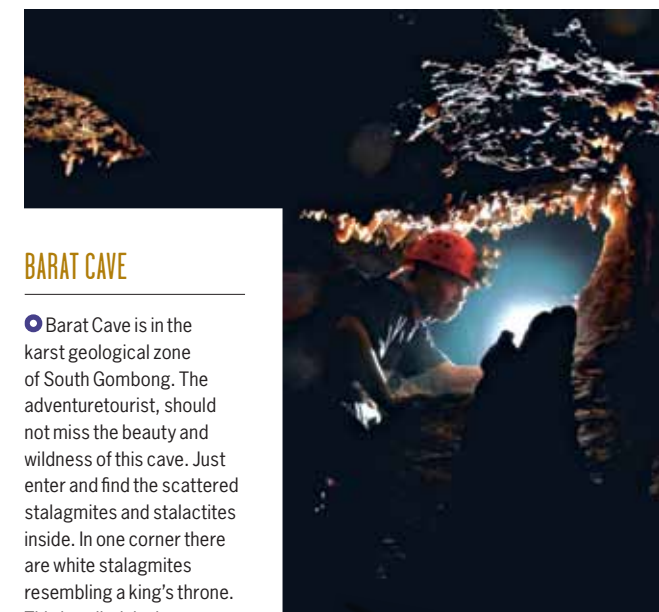 BARAT CAVE
Barat Cave is in the
karst geological zone
of South Gombong. The
adventuretourist, should
not miss the beauty and
wildness of this cave. Just
enter and find the scattered
stalagmites and stalactites
inside. In one corner there
are white stalagmites
resembling a king’s throne.